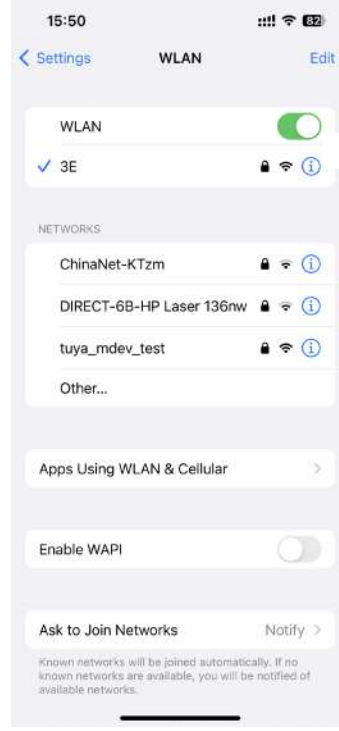 15:50
82
Settings
WLAN
Edit
WLAN
3E
NETWORKS
ChinaNet-KTzm
DIRECT-6B-HP Laser 136nw
tuya_mdev_test
Other...
Apps Using WLAN & Cellular
Enable WAPI
Ask to Join Networks
Notify
Known networks will be joined automatically. If no
known networks are available, you will be notified of
available networks.